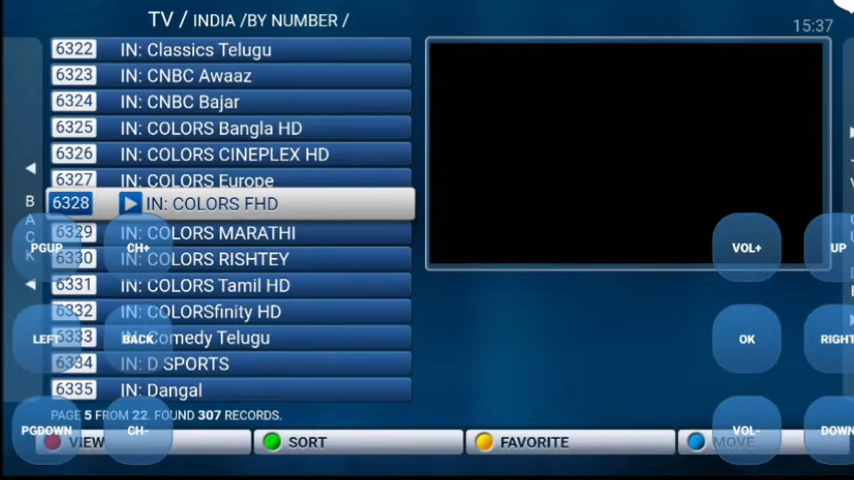 TV / INDIA /BY NUMBER /
15:37
6322 IN: Classics Telugu
6323 IN: CNBC Awaaz
6324 IN: CNBC Bajar
6325 IN: COLORS Bangla HD
6326 IN: COLORS CINEPLEX HD
6327 IN: COLORS Europe
6328 IN: COLORS FHD
6329 IN: COLORS MARATHI
6330 IN: COLORS RISHTEY
6331 IN: COLORS Tamil HD
6332 IN: COLORSfinity HD
6333 IN: Comedy Telugu
6334 IN: D SPORTS
6335 IN: Dangal
PAGE 5 FROM 22. FOUND 307 RECORDS.
VIEW SORT FAVORITE MOVE
BACK
PGUP CH+ VOL+ UP
LEFT BACK OK RIGHT
PGDOWN CH- VOL- DOWN